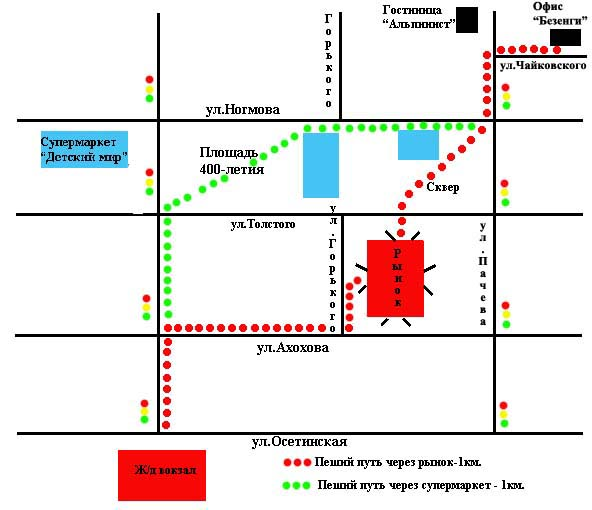 Гостиница
“Альпинист”
Офис
“Безенги”
Горького
ул.Чайковского
ул.Ногмова
Супермаркет
“Детский мир”
Площадь
400-летия
Сквер
ул.Толстого
ул.Горького
Рынок
ул.Пачева
ул.Ахохова
ул.Осетинская
Ж/д вокзал
Пеший путь через рынок-1км.
Пеший путь через супермаркет - 1км.